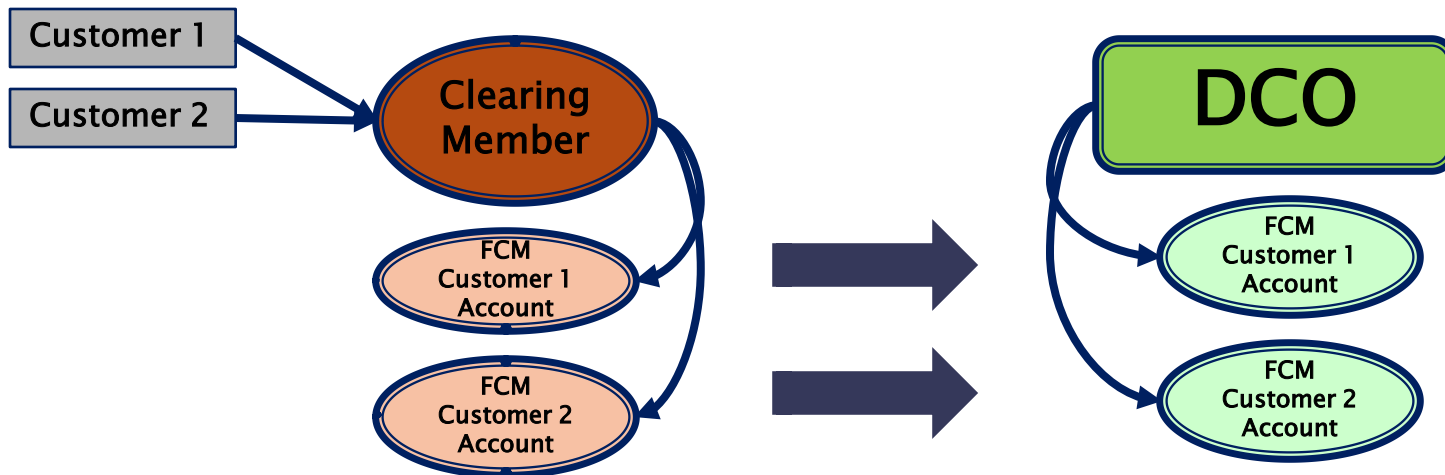 Customer 1
Customer 2
Clearing
Member
DCO
FCM
Customer 1
Account
FCM
Customer 2
Account
FCM
Customer 1
Account
FCM
Customer 2
Account